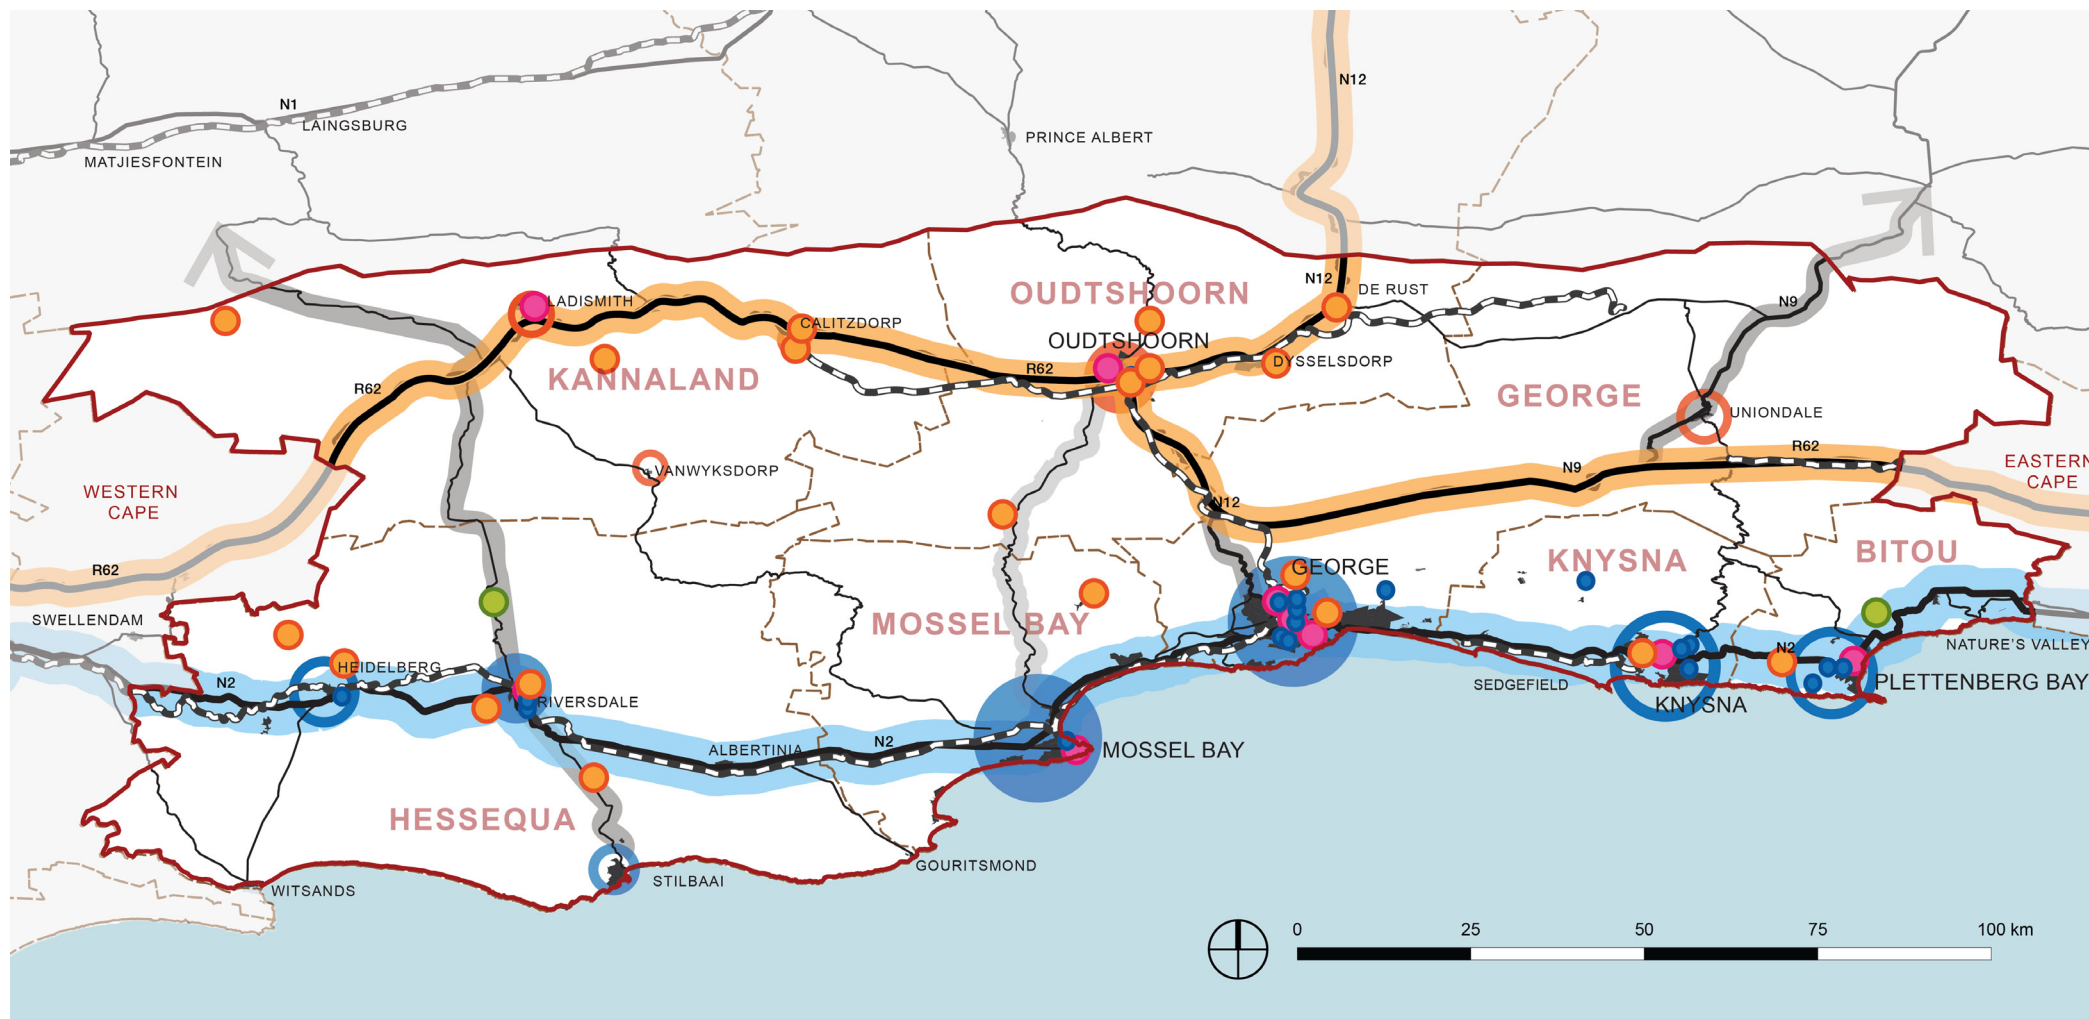 N12
N1
LAINGSBURG
PRINCE ALBERT
MATJIESFONTEIN
N12
DE RUST
OUDTSHOORN
LADISMITH
N9
CALITZDORP
OUDTSHOORN
DYSSELSDORP
R62
KANNALAND
R62
GEORGE
UNIONDALE
R62
VANWYKSDORP
N9
EASTERN
CAPE
WESTERN
CAPE
N12
BITOU
KNYSNA
R62
GEORGE
SWELLENDAM
MOSSEL BAY
NATURE'S VALLEY
N2
HEIDELBERG
N2
SEDGEFIELD
PLETTENBERG BAY
RIVERSDALE
KNYSNA
ALBERTINIA
N2
MOSSEL BAY
HESSEQUA
GOURITSMOND
STILBAAI
WITSANDS
0 25 50 75 100 km